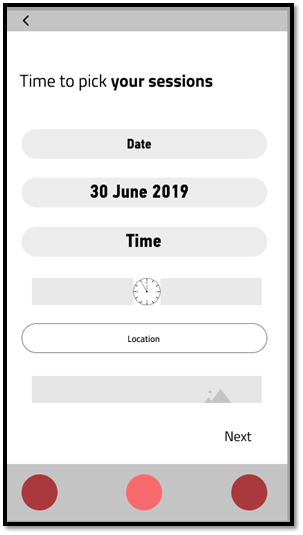 Time to pick your sessions
Date
30 June 2019
Time
Location
Next